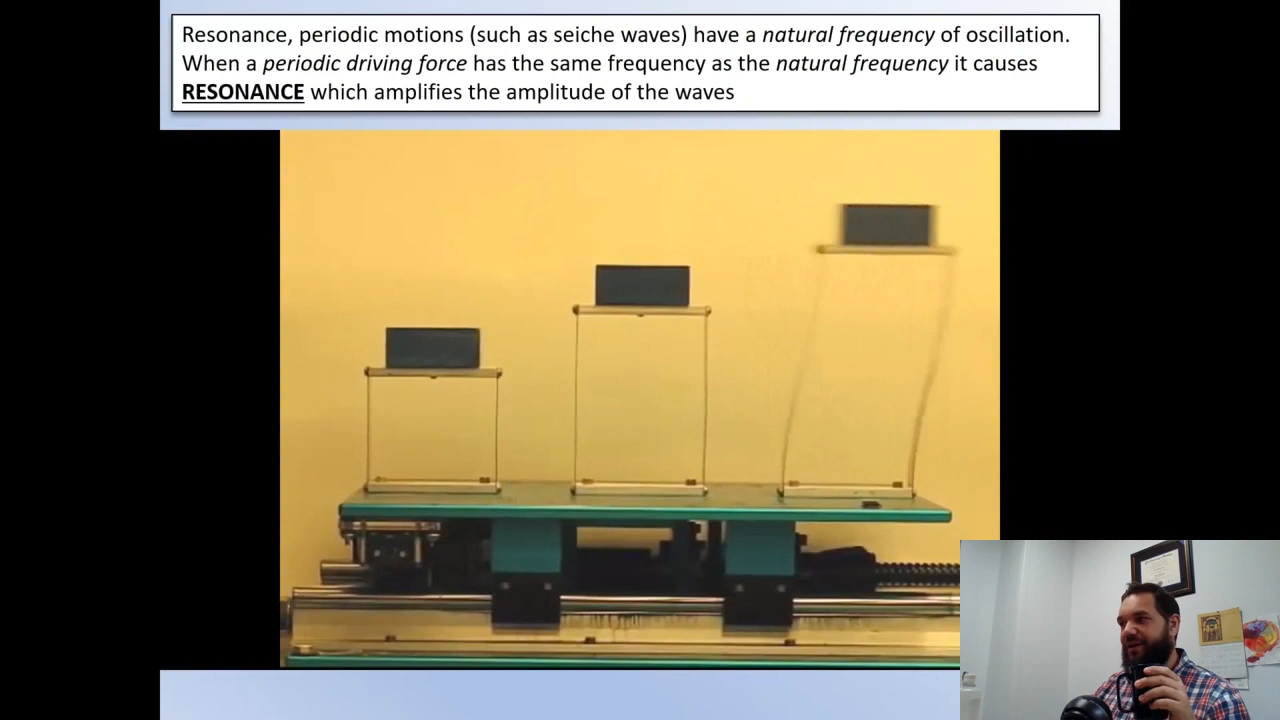 Resonance, periodic motions (such as seiche waves) have a natural frequency of oscillation.
When a periodic driving force has the same frequency as the natural frequency it causes
RESONANCE which amplifies the amplitude of the waves